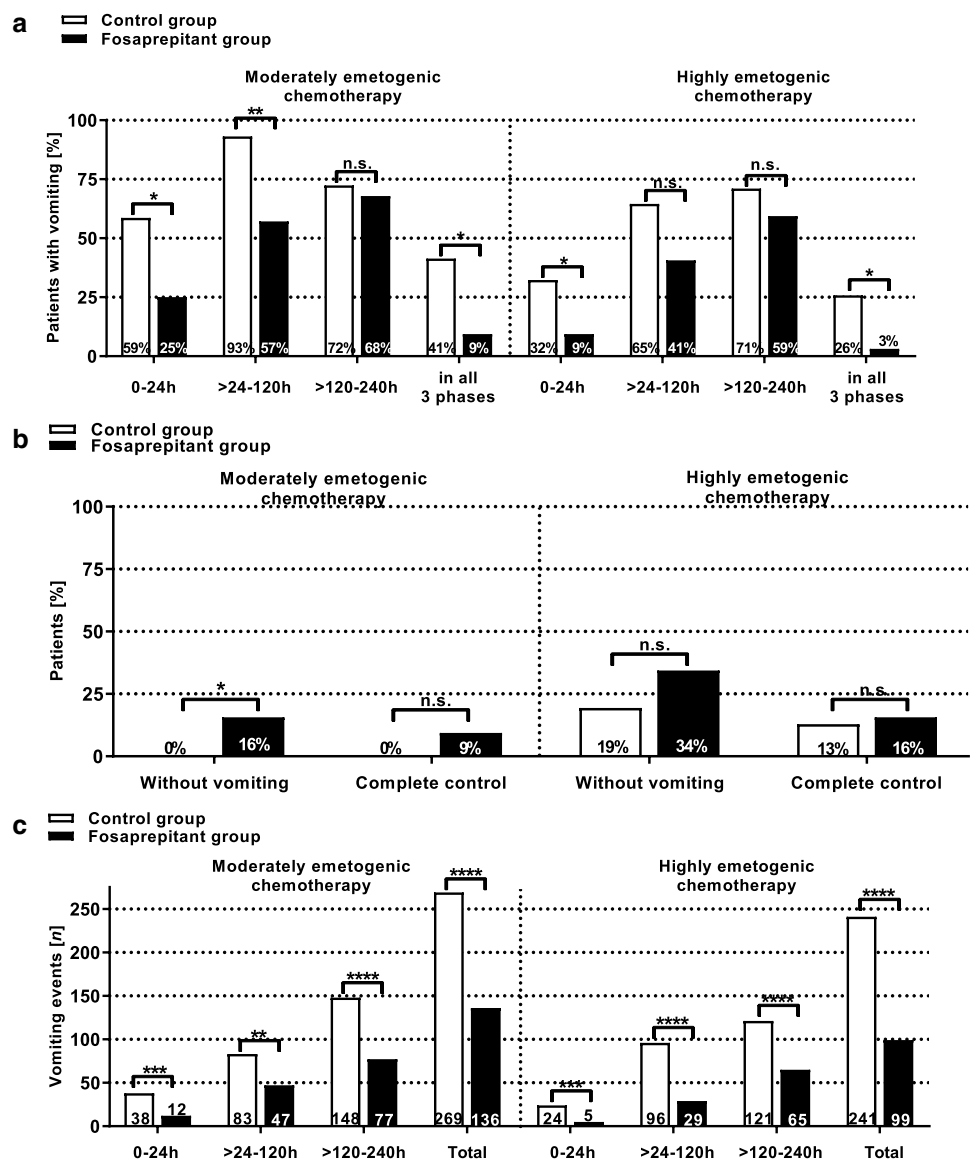 a
Control group
Fosaprepitant group
Moderately emetogenic
chemotherapy
Highly emetogenic
chemotherapy
Patients with vomiting [%]
100
75
50
25
0
*
**
n.s.
*
*
n.s.
n.s.
*
59% 25% 93% 57% 72% 68% 41% 9% 32% 9% 65% 41% 71% 59% 26% 3%
0-24h >24-120h >120-240h in all
3 phases
0-24h >24-120h >120-240h in all
3 phases
b
Control group
Fosaprepitant group
Moderately emetogenic
chemotherapy
Highly emetogenic
chemotherapy
Patients [%]
100
75
50
25
0
*
n.s.
n.s.
n.s.
0% 16% 0% 9% 19% 34% 13% 16%
Without vomiting Complete control Without vomiting Complete control
c
Control group
Fosaprepitant group
Moderately emetogenic
chemotherapy
Highly emetogenic
chemotherapy
Vomiting events [n]
250
200
150
100
50
0
***
**
****
****
***
****
****
****
38 12 83 47 148 77 269 136 24 5 96 29 121 65 241 99
0-24h >24-120h >120-240h Total 0-24h >24-120h >120-240h Total